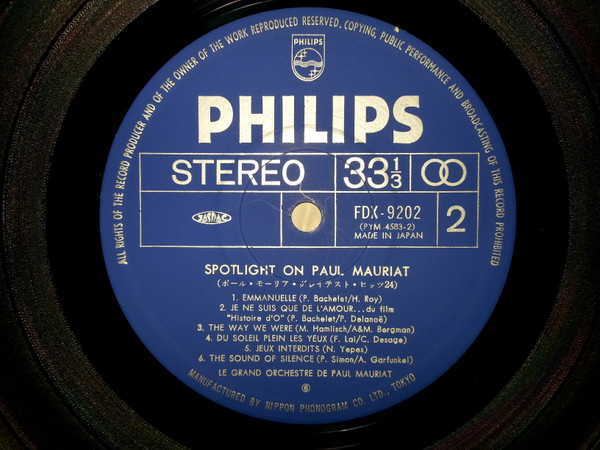 ALL RIGHTS OF THE RECORD PRODUCER AND OF THE OWNER OF THE WORK REPRODUCED RESERVED, COPYING, PUBLIC PERFORMANCE AND BROADCASTING OF THIS RECORD PROHIBITED
PHILIPS
PHILIPS
STEREO 33 1/3
FDX-9202
(PYM 4583-2)
MADE IN JAPAN
2
SPOTLIGHT ON PAUL MAURIAT
(ポール・モーリア・グレイテスト・ヒッツ24)
1. EMMANUELLE (P. Bachelet/H. Roy)
2. JE NE SUIS QUE DE L'AMOUR...du film
"Histoire d'O" (P. Bachelet/P. Delanoë)
3. THE WAY WE WERE (M. Hamlisch/A&M. Bergman)
4. DU SOLEIL PLEIN LES YEUX (F. Lai/C. Desage)
5. JEUX INTERDITS (N. Yepes)
6. THE SOUND OF SILENCE (P. Simon/A. Garfunkel)
LE GRAND ORCHESTRE DE PAUL MAURIAT
MANUFACTURED BY NIPPON PHONOGRAM CO. LTD., TOKYO